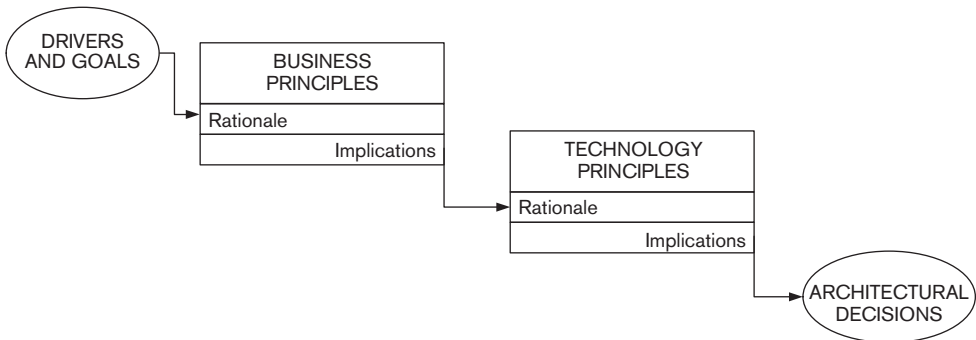 DRIVERS
AND GOALS
BUSINESS
PRINCIPLES
Rationale
Implications
TECHNOLOGY
PRINCIPLES
Rationale
Implications
ARCHITECTURAL
DECISIONS